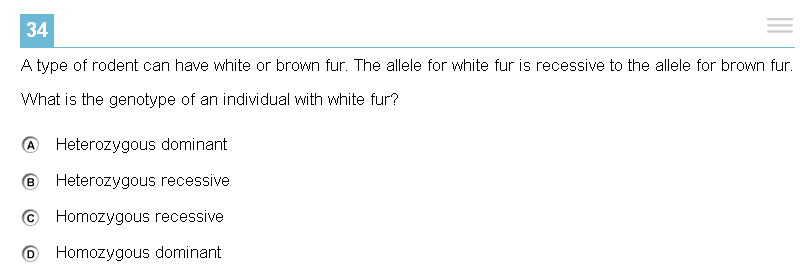 34
A type of rodent can have white or brown fur. The allele for white fur is recessive to the allele for brown fur.
What is the genotype of an individual with white fur?
A Heterozygous dominant
B Heterozygous recessive
C Homozygous recessive
D Homozygous dominant